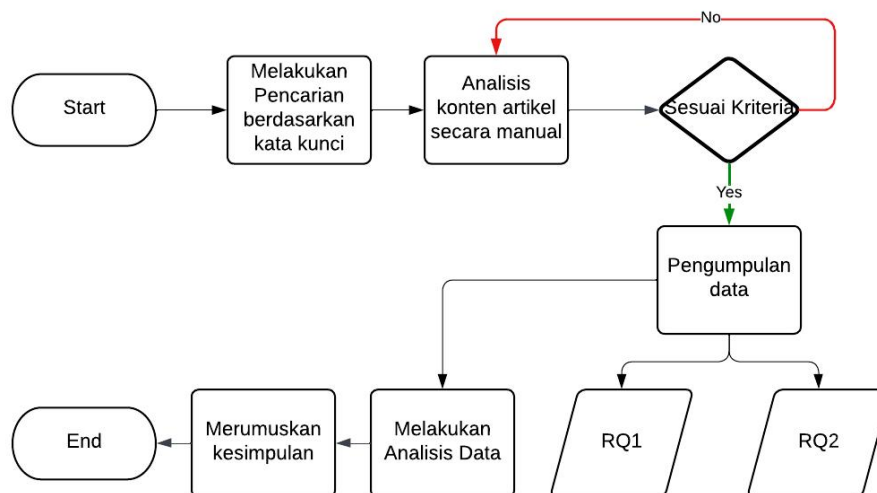 No
Start
Melakukan
Pencarian
berdasarkan
kata kunci
Analisis
konten artikel
secara manual
Sesuai Kriteria
Yes
Pengumpulan
data
End
Merumuskan
kesimpulan
Melakukan
Analisis Data
RQ1
RQ2